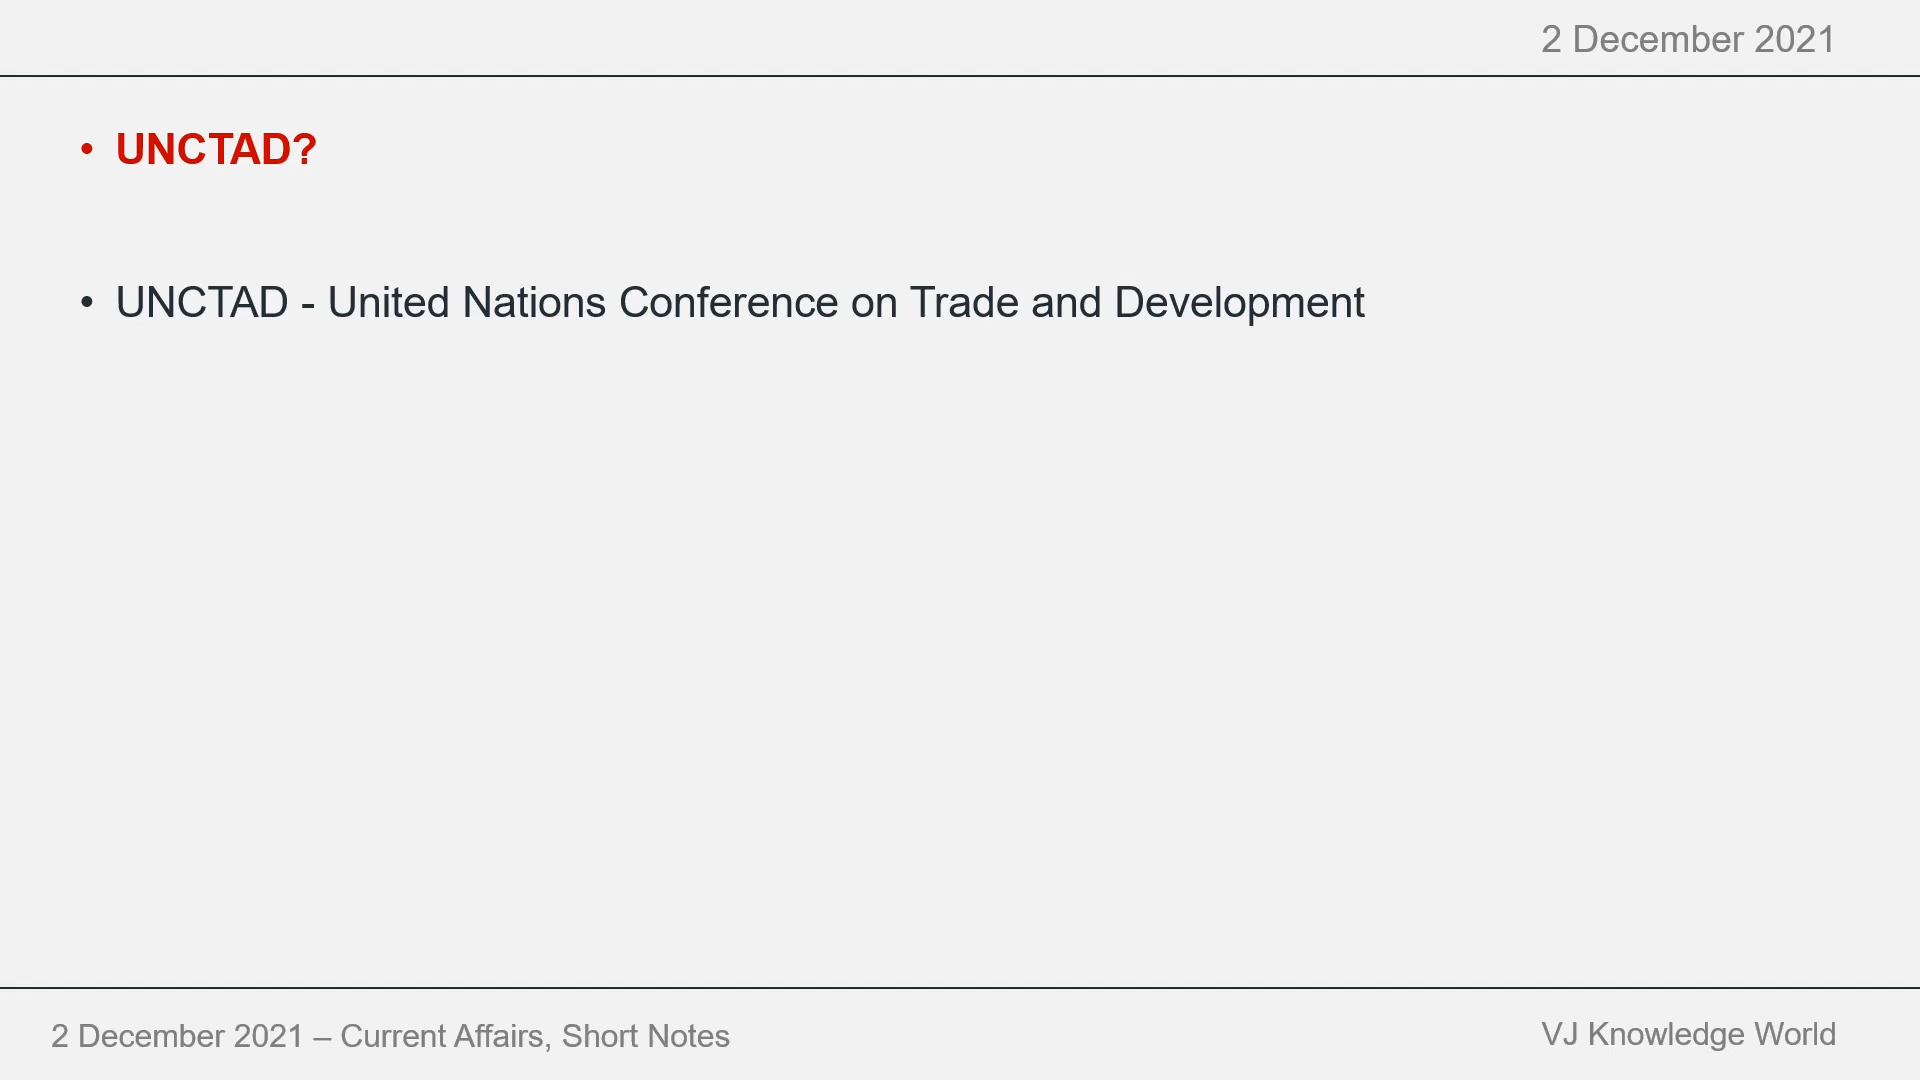 2 December 2021
• UNCTAD?
• UNCTAD - United Nations Conference on Trade and Development
2 December 2021 – Current Affairs, Short Notes
VJ Knowledge World